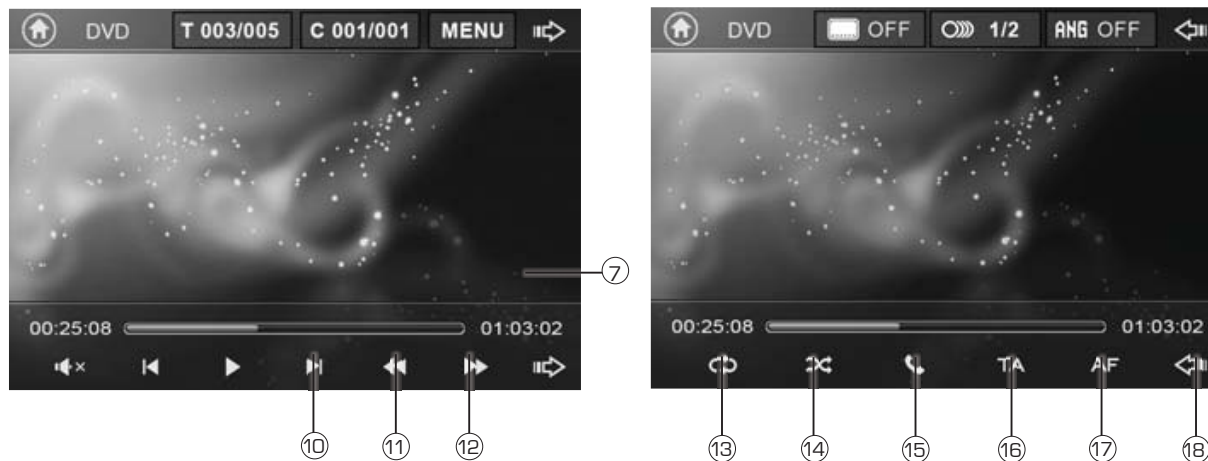 DVD T 003/005 C 001/001 MENU
⑦
00:25:08 01:03:02
⑩ ⑪ ⑫
DVD OFF 1/2 ANG OFF
00:25:08 01:03:02
TA AF
⑬ ⑭ ⑮ ⑯ ⑰ ⑱